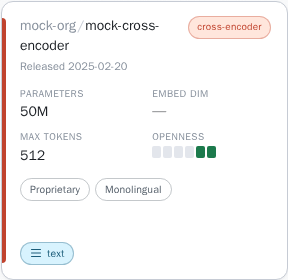 mock-org/mock-cross-
encoder
cross-encoder
Released 2025-02-20
PARAMETERS
50M
EMBED DIM
—
MAX TOKENS
512
OPENNESS
Proprietary
Monolingual
text